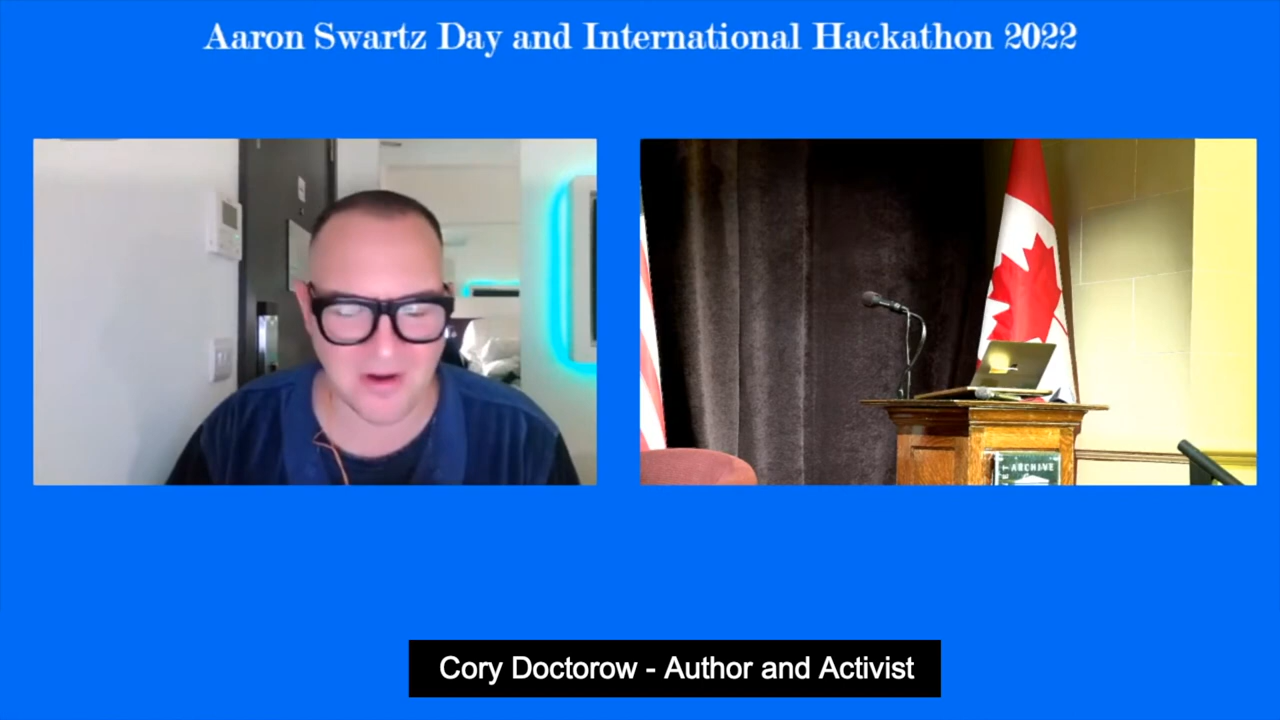 Aaron Swartz Day and International Hackathon 2022
ARCHIVE
Cory Doctorow - Author and Activist